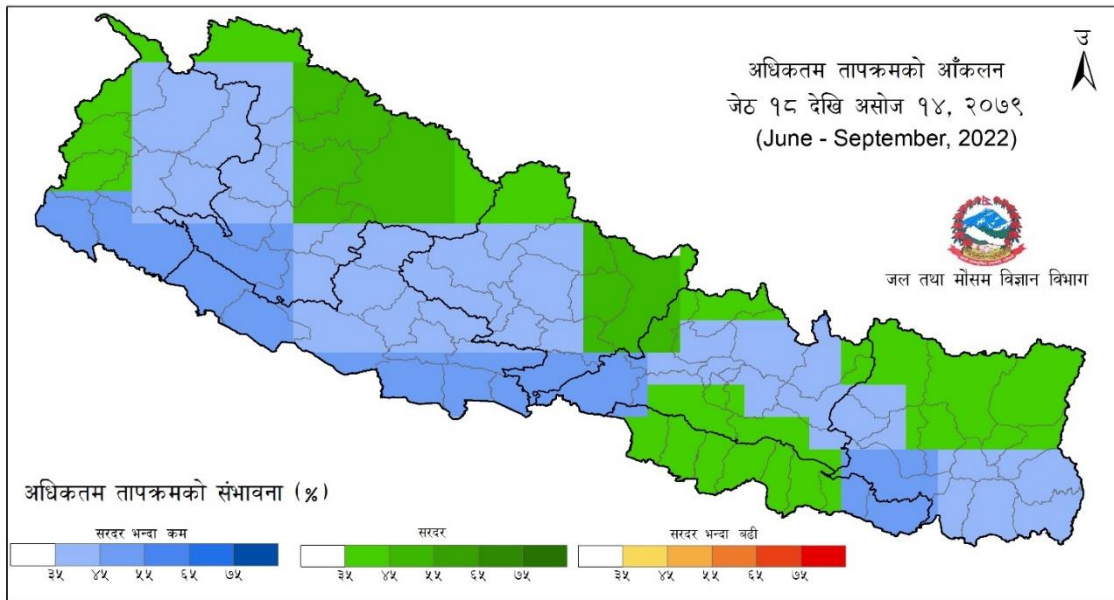 उ
अधिकतम तापक्रमको आँकलन
जेठ १८ देखि असोज १४, २०७९
(June - September, 2022)
जल तथा मौसम विज्ञान विभाग
अधिकतम तापक्रमको संभावना (%)
सरदर भन्दा कम
३५ ४५ ५५ ६५ ७५
सरदर
३५ ४५ ५५ ६५ ७५
सरदर भन्दा बढी
३५ ४५ ५५ ६५ ७५